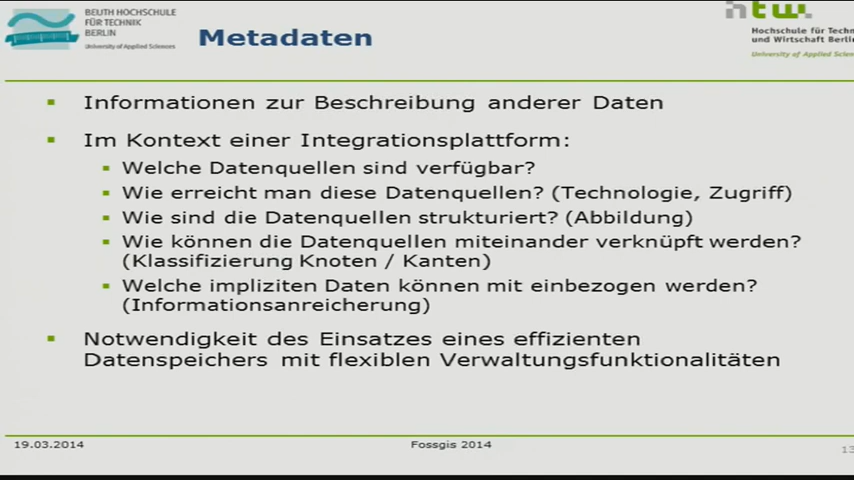 BEUTH HOCHSCHULE
FÜR TECHNIK
BERLIN
University of Applied Sciences
Metadaten
htw.
Hochschule für Techn
und Wirtschaft Berlin
University of Applied Scien
Informationen zur Beschreibung anderer Daten
Im Kontext einer Integrationsplattform:
Welche Datenquellen sind verfügbar?
Wie erreicht man diese Datenquellen? (Technologie, Zugriff)
Wie sind die Datenquellen strukturiert? (Abbildung)
Wie können die Datenquellen miteinander verknüpft werden?
(Klassifizierung Knoten / Kanten)
Welche impliziten Daten können mit einbezogen werden?
(Informationsanreicherung)
Notwendigkeit des Einsatzes eines effizienten
Datenspeichers mit flexiblen Verwaltungsfunktionalitäten
19.03.2014
Fossgis 2014
13